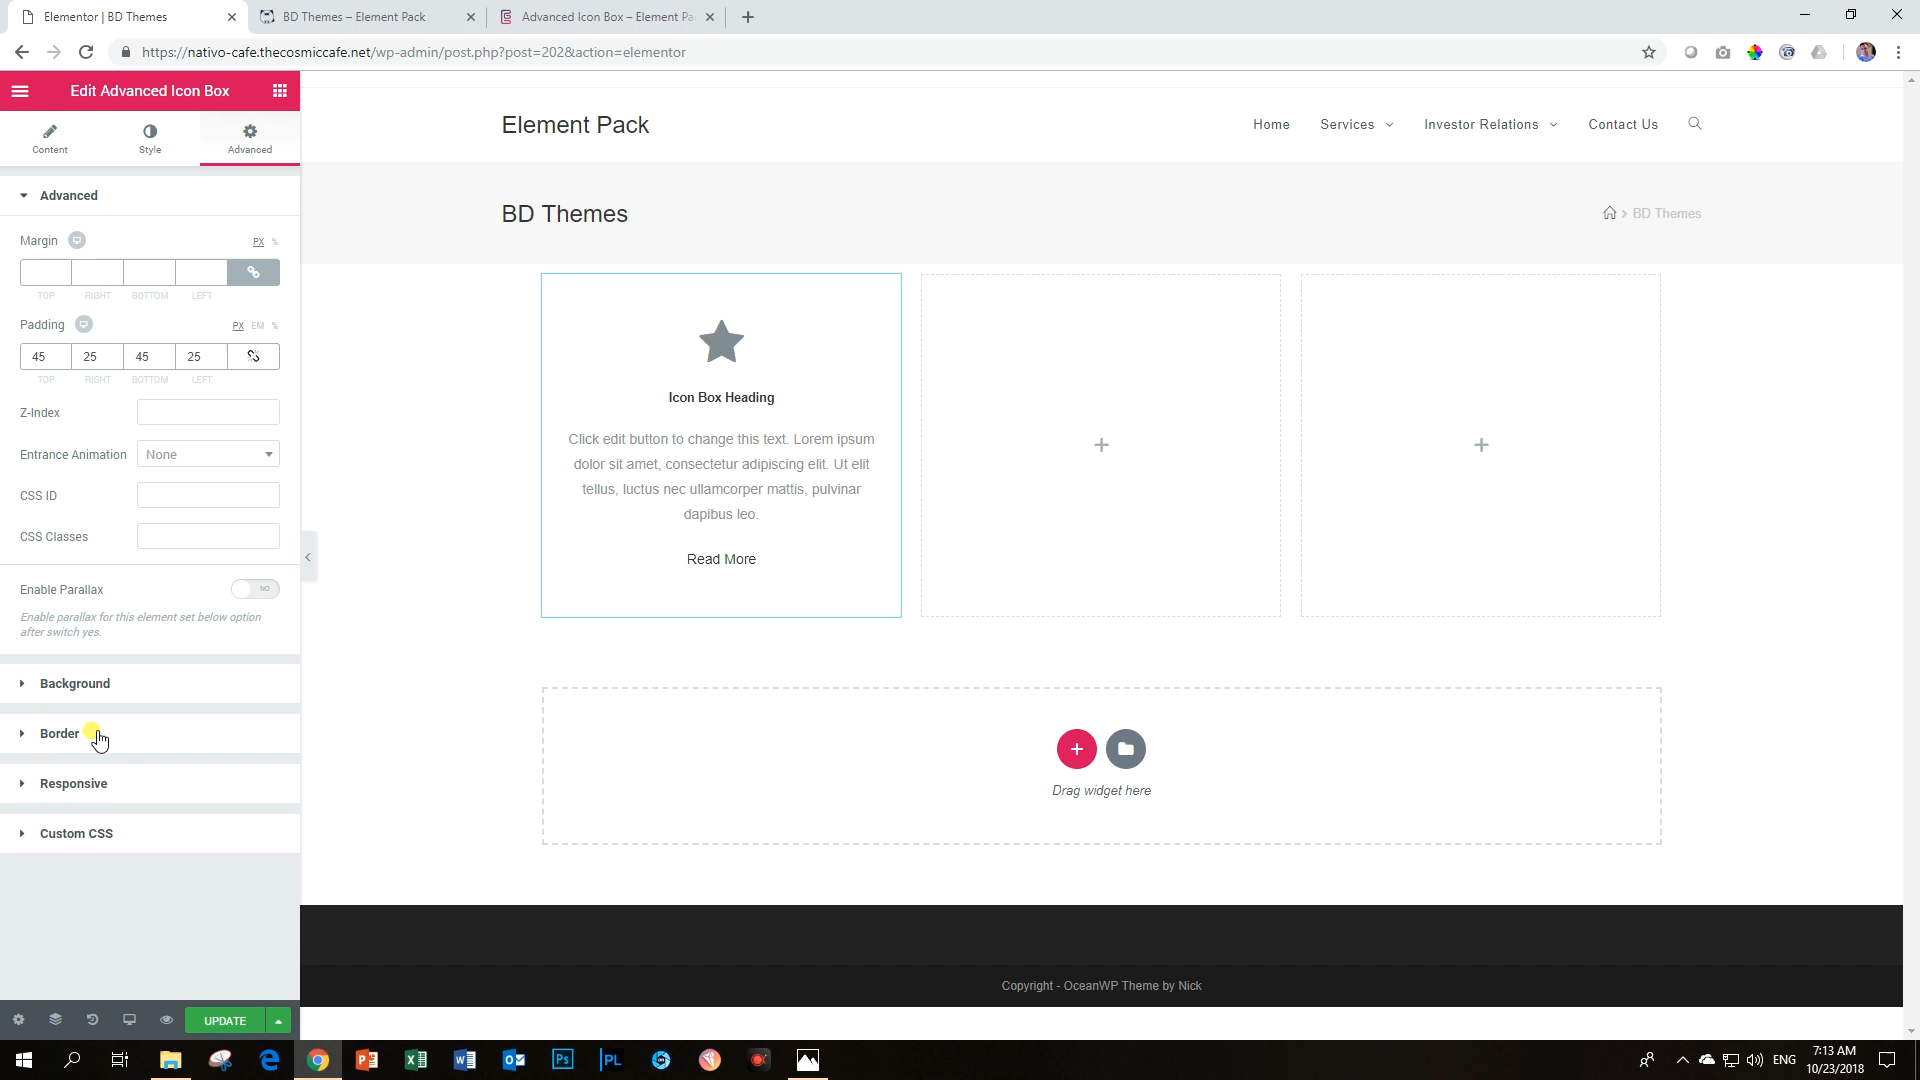 Elementor | BD Themes
BD Themes – Element Pack
Advanced Icon Box – Element Pa
https://nativo-cafe.thecosmiccafe.net/wp-admin/post.php?post=202&action=elementor
Edit Advanced Icon Box
Content
Style
Advanced
Advanced
Margin
PX %
TOP RIGHT BOTTOM LEFT
Padding
PX EM %
45 25 45 25
TOP RIGHT BOTTOM LEFT
Z-Index
Entrance Animation
None
CSS ID
CSS Classes
Enable Parallax
NO
Enable parallax for this element set below option
after switch yes.
Background
Border
Responsive
Custom CSS
UPDATE
Element Pack
Home
Services
Investor Relations
Contact Us
BD Themes
BD Themes
Icon Box Heading
Click edit button to change this text. Lorem ipsum
dolor sit amet, consectetur adipiscing elit. Ut elit
tellus, luctus nec ullamcorper mattis, pulvinar
dapibus leo.
Read More
Drag widget here
Copyright - OceanWP Theme by Nick
Ps
PL
ENG
7:13 AM
10/23/2018